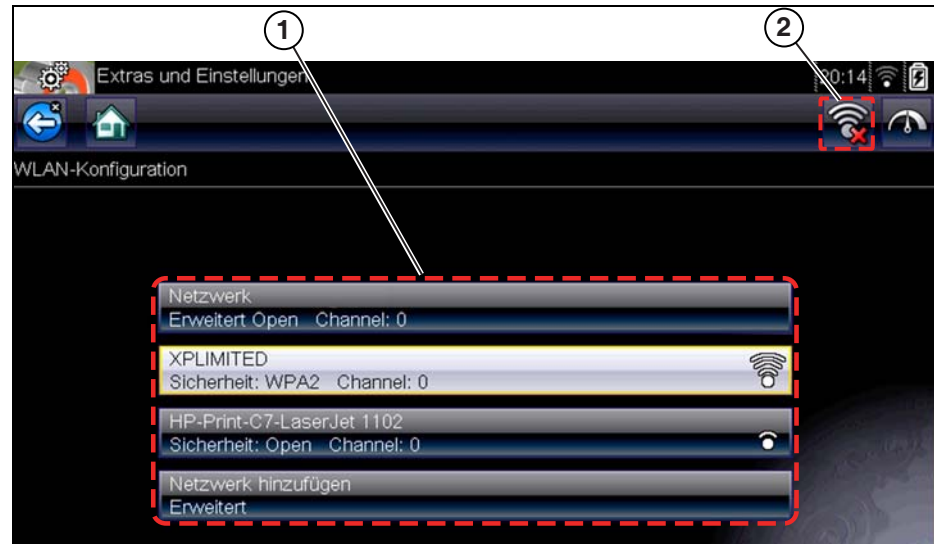 1
2
Extras und Einstellungen
20:14
WLAN-Konfiguration
Netzwerk
Erweitert Open Channel: 0
XPLIMITED
Sicherheit: WPA2 Channel: 0
HP-Print-C7-LaserJet 1102
Sicherheit: Open Channel: 0
Netzwerk hinzufügen
Erweitert